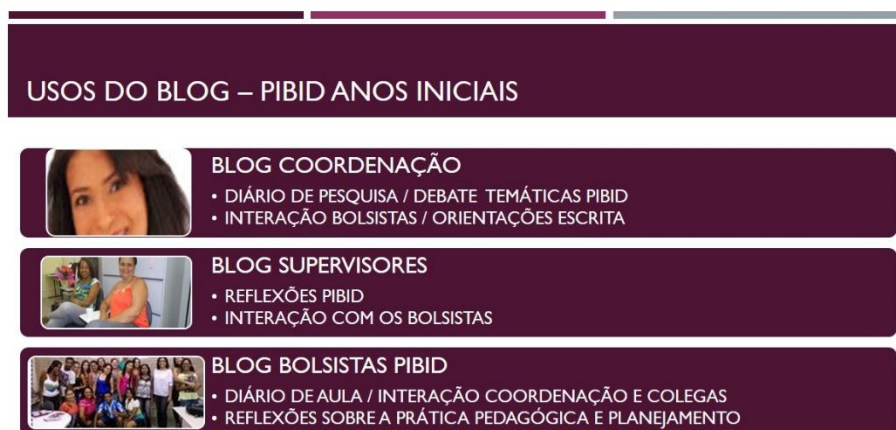 USOS DO BLOG – PIBID ANOS INICIAIS
BLOG COORDENAÇÃO
• DIÁRIO DE PESQUISA / DEBATE TEMÁTICAS PIBID
• INTERAÇÃO BOLSISTAS / ORIENTAÇÕES ESCRITA
BLOG SUPERVISORES
• REFLEXÕES PIBID
• INTERAÇÃO COM OS BOLSISTAS
BLOG BOLSISTAS PIBID
• DIÁRIO DE AULA / INTERAÇÃO COORDENAÇÃO E COLEGAS
• REFLEXÕES SOBRE A PRÁTICA PEDAGÓGICA E PLANEJAMENTO